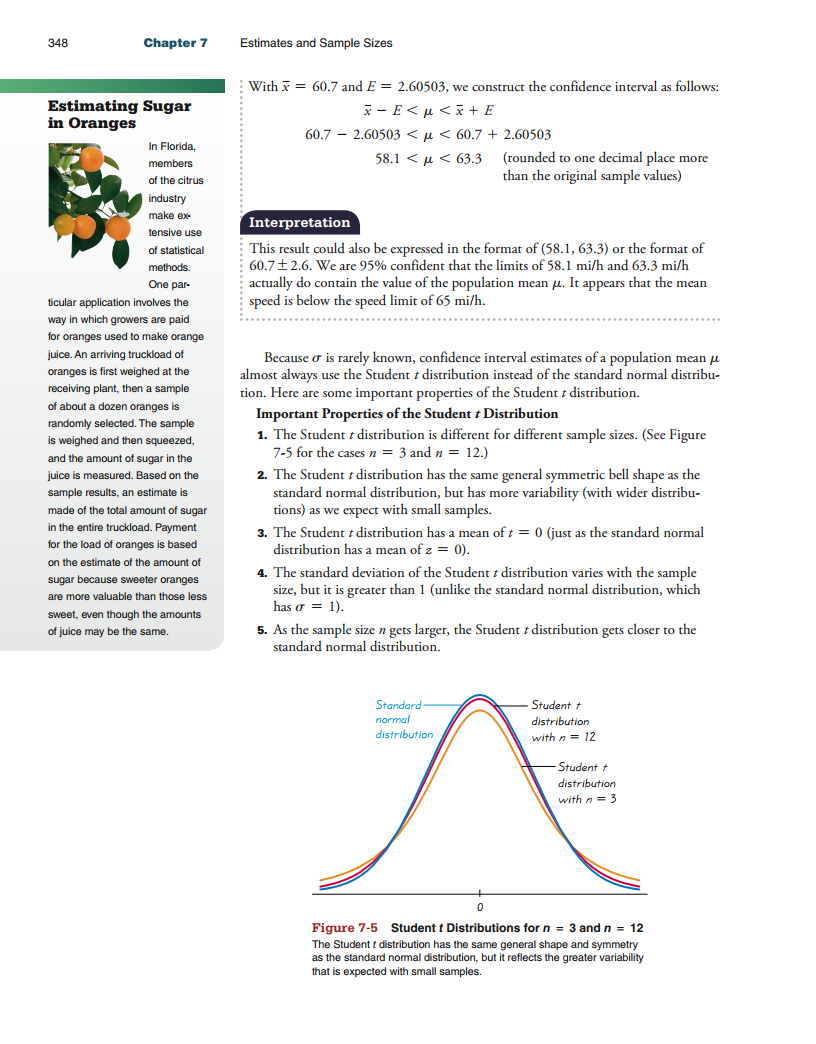 348 Chapter 7 Estimates and Sample Sizes
Estimating Sugar
in Oranges
In Florida,
members
of the citrus
industry
make ex-
tensive use
of statistical
methods.
One par-
ticular application involves the
way in which growers are paid
for oranges used to make orange
juice. An arriving truckload of
oranges is first weighed at the
receiving plant, then a sample
of about a dozen oranges is
randomly selected. The sample
is weighed and then squeezed,
and the amount of sugar in the
juice is measured. Based on the
sample results, an estimate is
made of the total amount of sugar
in the entire truckload. Payment
for the load of oranges is based
on the estimate of the amount of
sugar because sweeter oranges
are more valuable than those less
sweet, even though the amounts
of juice may be the same.
With x̄ = 60.7 and E = 2.60503, we construct the confidence interval as follows:
x̄ − E < μ < x̄ + E
60.7 − 2.60503 < μ < 60.7 + 2.60503
58.1 < μ < 63.3 (rounded to one decimal place more
than the original sample values)
Interpretation
This result could also be expressed in the format of (58.1, 63.3) or the format of
60.7 ± 2.6. We are 95% confident that the limits of 58.1 mi/h and 63.3 mi/h
actually do contain the value of the population mean μ. It appears that the mean
speed is below the speed limit of 65 mi/h.
Because σ is rarely known, confidence interval estimates of a population mean μ
almost always use the Student t distribution instead of the standard normal distribu-
tion. Here are some important properties of the Student t distribution.
Important Properties of the Student t Distribution
1. The Student t distribution is different for different sample sizes. (See Figure
7-5 for the cases n = 3 and n = 12.)
2. The Student t distribution has the same general symmetric bell shape as the
standard normal distribution, but has more variability (with wider distribu-
tions) as we expect with small samples.
3. The Student t distribution has a mean of t = 0 (just as the standard normal
distribution has a mean of z = 0).
4. The standard deviation of the Student t distribution varies with the sample
size, but it is greater than 1 (unlike the standard normal distribution, which
has σ = 1).
5. As the sample size n gets larger, the Student t distribution gets closer to the
standard normal distribution.
Standard
normal
distribution
Student t
distribution
with n = 12
Student t
distribution
with n = 3
0
Figure 7-5 Student t Distributions for n = 3 and n = 12
The Student t distribution has the same general shape and symmetry
as the standard normal distribution, but it reflects the greater variability
that is expected with small samples.